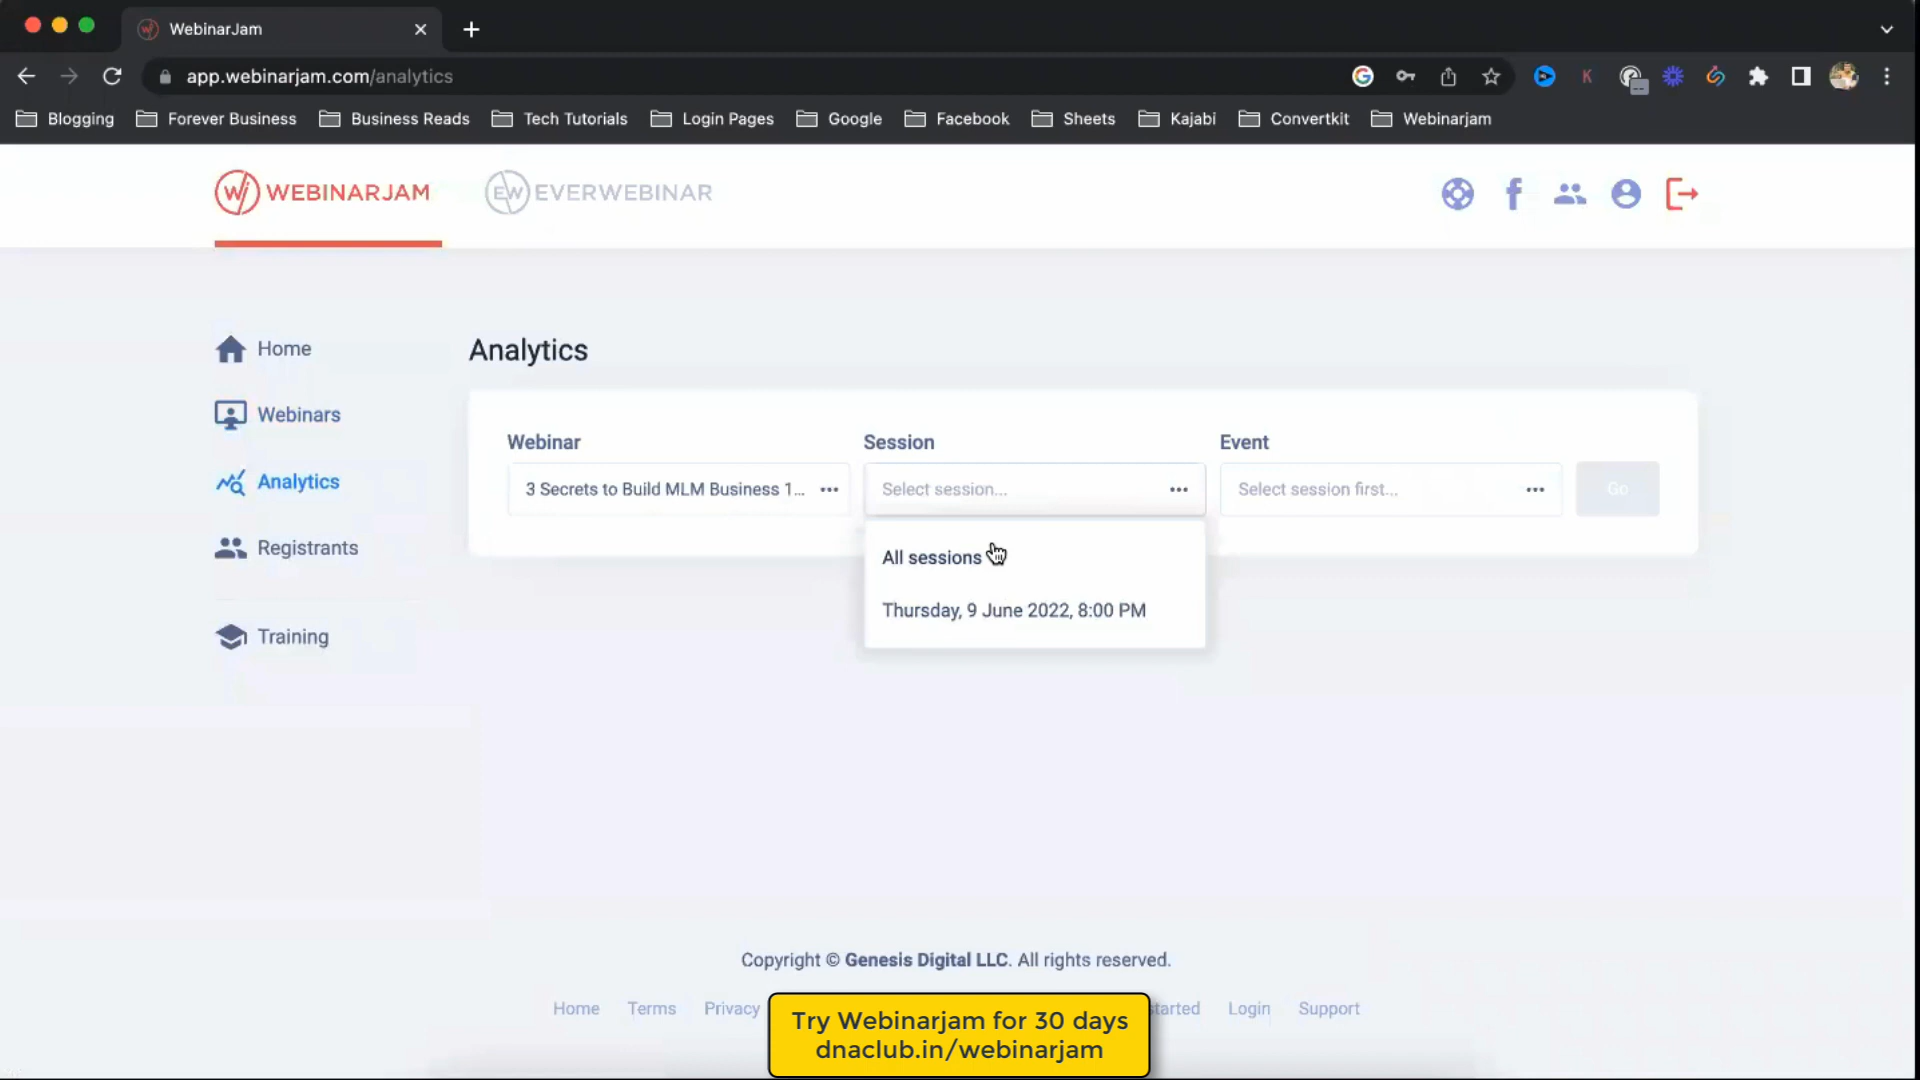 WebinarJam
app.webinarjam.com/analytics
Blogging
Forever Business
Business Reads
Tech Tutorials
Login Pages
Google
Facebook
Sheets
Kajabi
Convertkit
Webinarjam
WEBINARJAM
EVERWEBINAR
Home
Webinars
Analytics
Registrants
Training
Analytics
Webinar
Session
Event
3 Secrets to Build MLM Business 1...
Select session...
Select session first...
Go
All sessions
Thursday, 9 June 2022, 8:00 PM
Copyright © Genesis Digital LLC. All rights reserved.
Home
Terms
Privacy
started
Login
Support
Try Webinarjam for 30 days
dnaclub.in/webinarjam